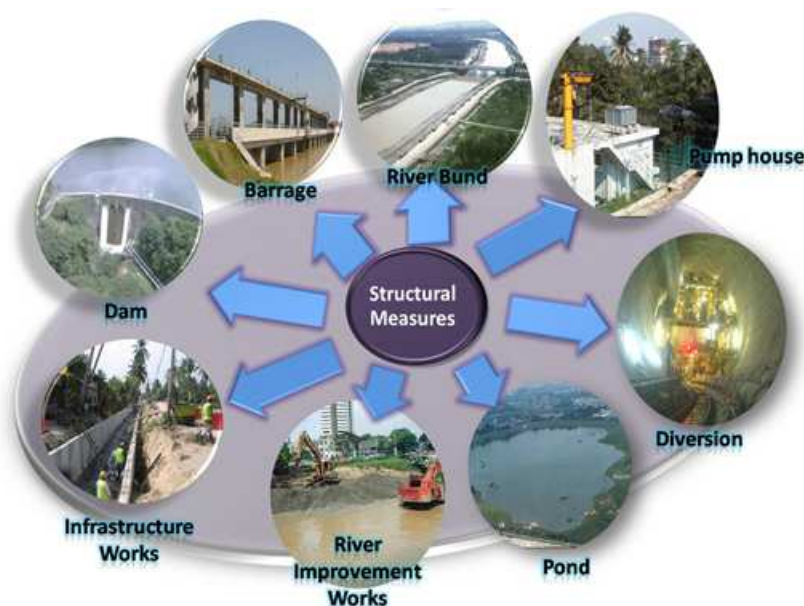 Barrage
River Bund
Pump house
Dam
Structural
Measures
Diversion
Infrastructure
Works
River
Improvement
Works
Pond